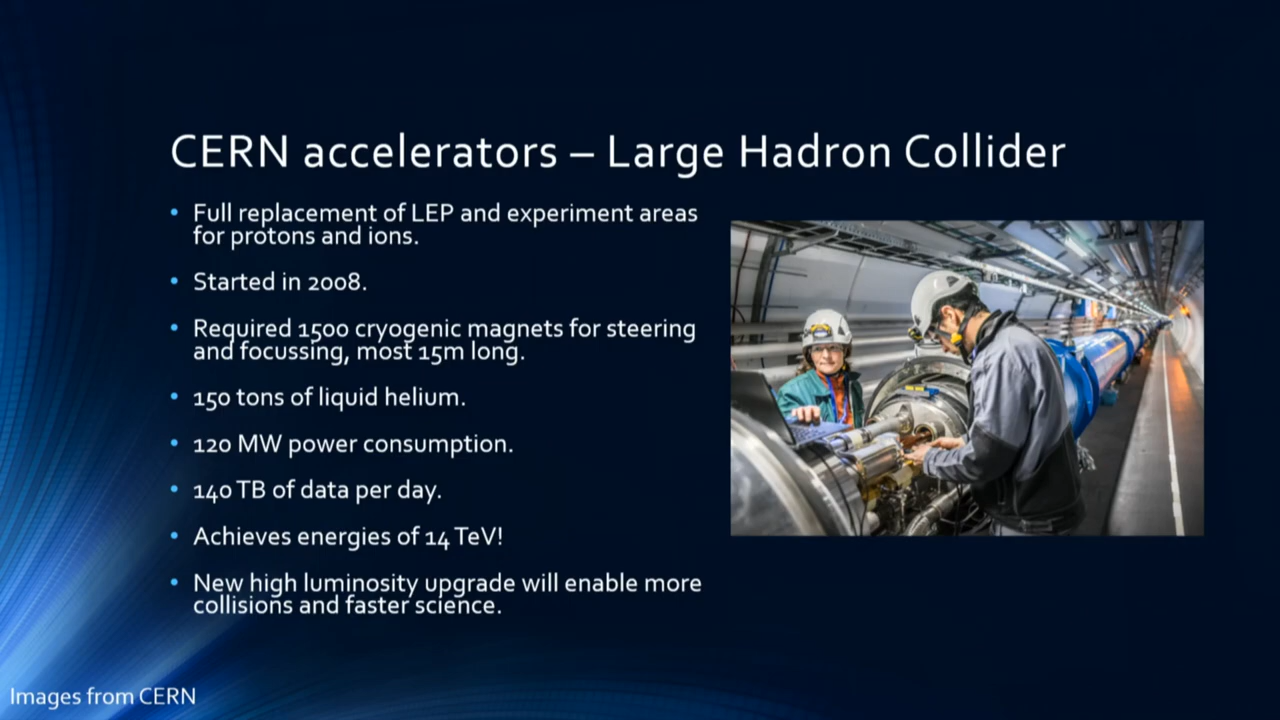 CERN accelerators – Large Hadron Collider
• Full replacement of LEP and experiment areas
for protons and ions.
• Started in 2008.
• Required 1500 cryogenic magnets for steering
and focussing, most 15m long.
• 150 tons of liquid helium.
• 120 MW power consumption.
• 140 TB of data per day.
• Achieves energies of 14 TeV!
• New high luminosity upgrade will enable more
collisions and faster science.
Images from CERN